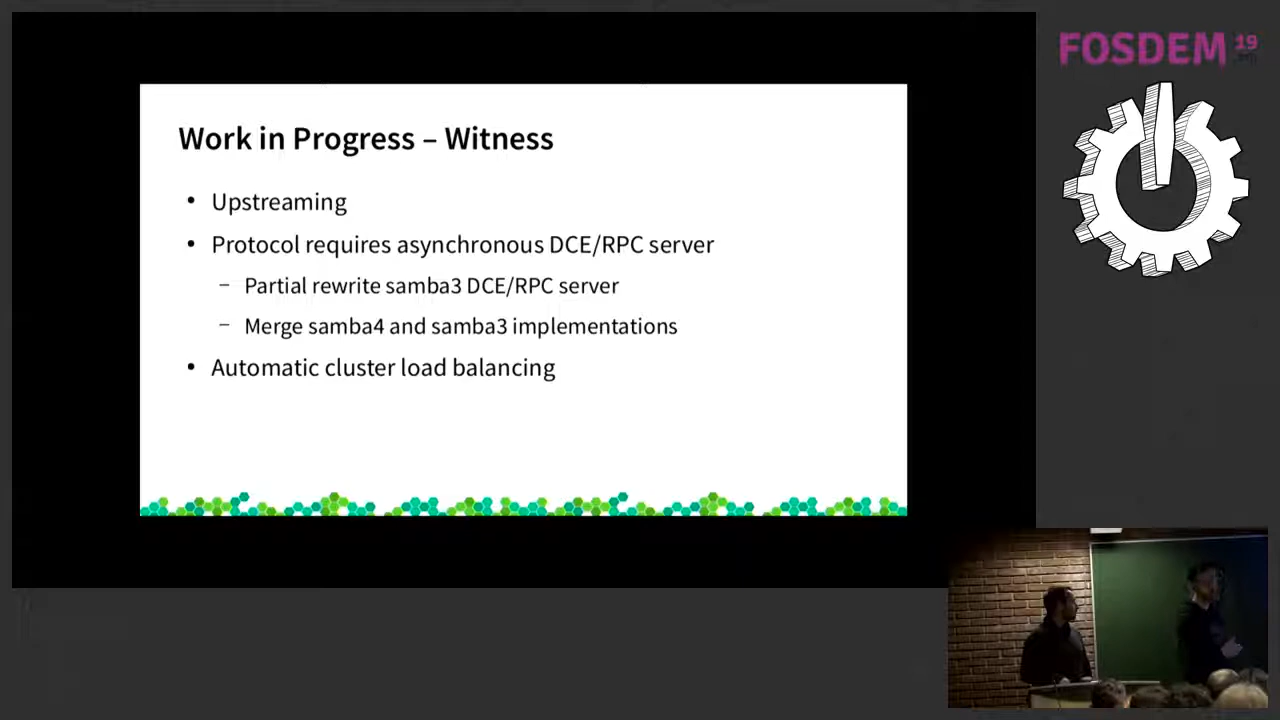 FOSDEM 19
Work in Progress – Witness
• Upstreaming
• Protocol requires asynchronous DCE/RPC server
– Partial rewrite samba3 DCE/RPC server
– Merge samba4 and samba3 implementations
• Automatic cluster load balancing